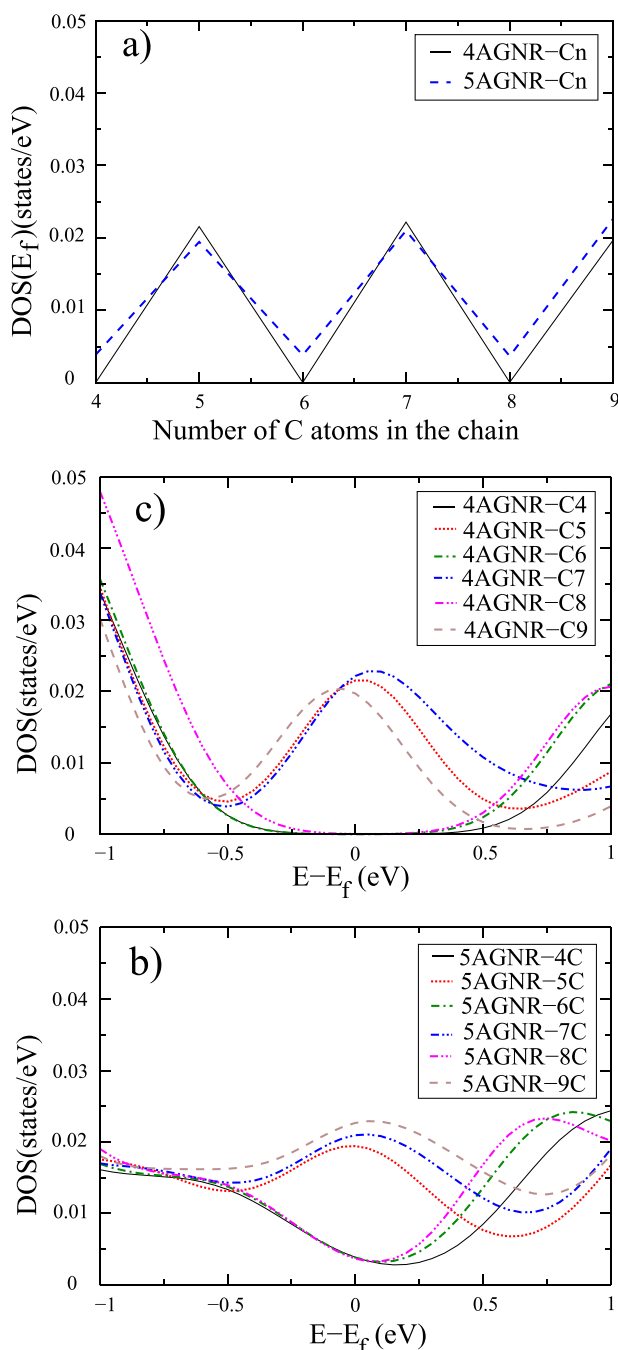 a)
4AGNR−Cn
5AGNR−Cn
0.05
0.04
0.03
0.02
0.01
0
DOS(E_f)(states/eV)
4 5 6 7 8 9
Number of C atoms in the chain
c)
4AGNR−C4
4AGNR−C5
4AGNR−C6
4AGNR−C7
4AGNR−C8
4AGNR−C9
0.05
0.04
0.03
0.02
0.01
0
DOS(states/eV)
−1 −0.5 0 0.5 1
E−E_f (eV)
b)
5AGNR−4C
5AGNR−5C
5AGNR−6C
5AGNR−7C
5AGNR−8C
5AGNR−9C
0.05
0.04
0.03
0.02
0.01
0
DOS(states/eV)
−1 −0.5 0 0.5 1
E−E_f (eV)